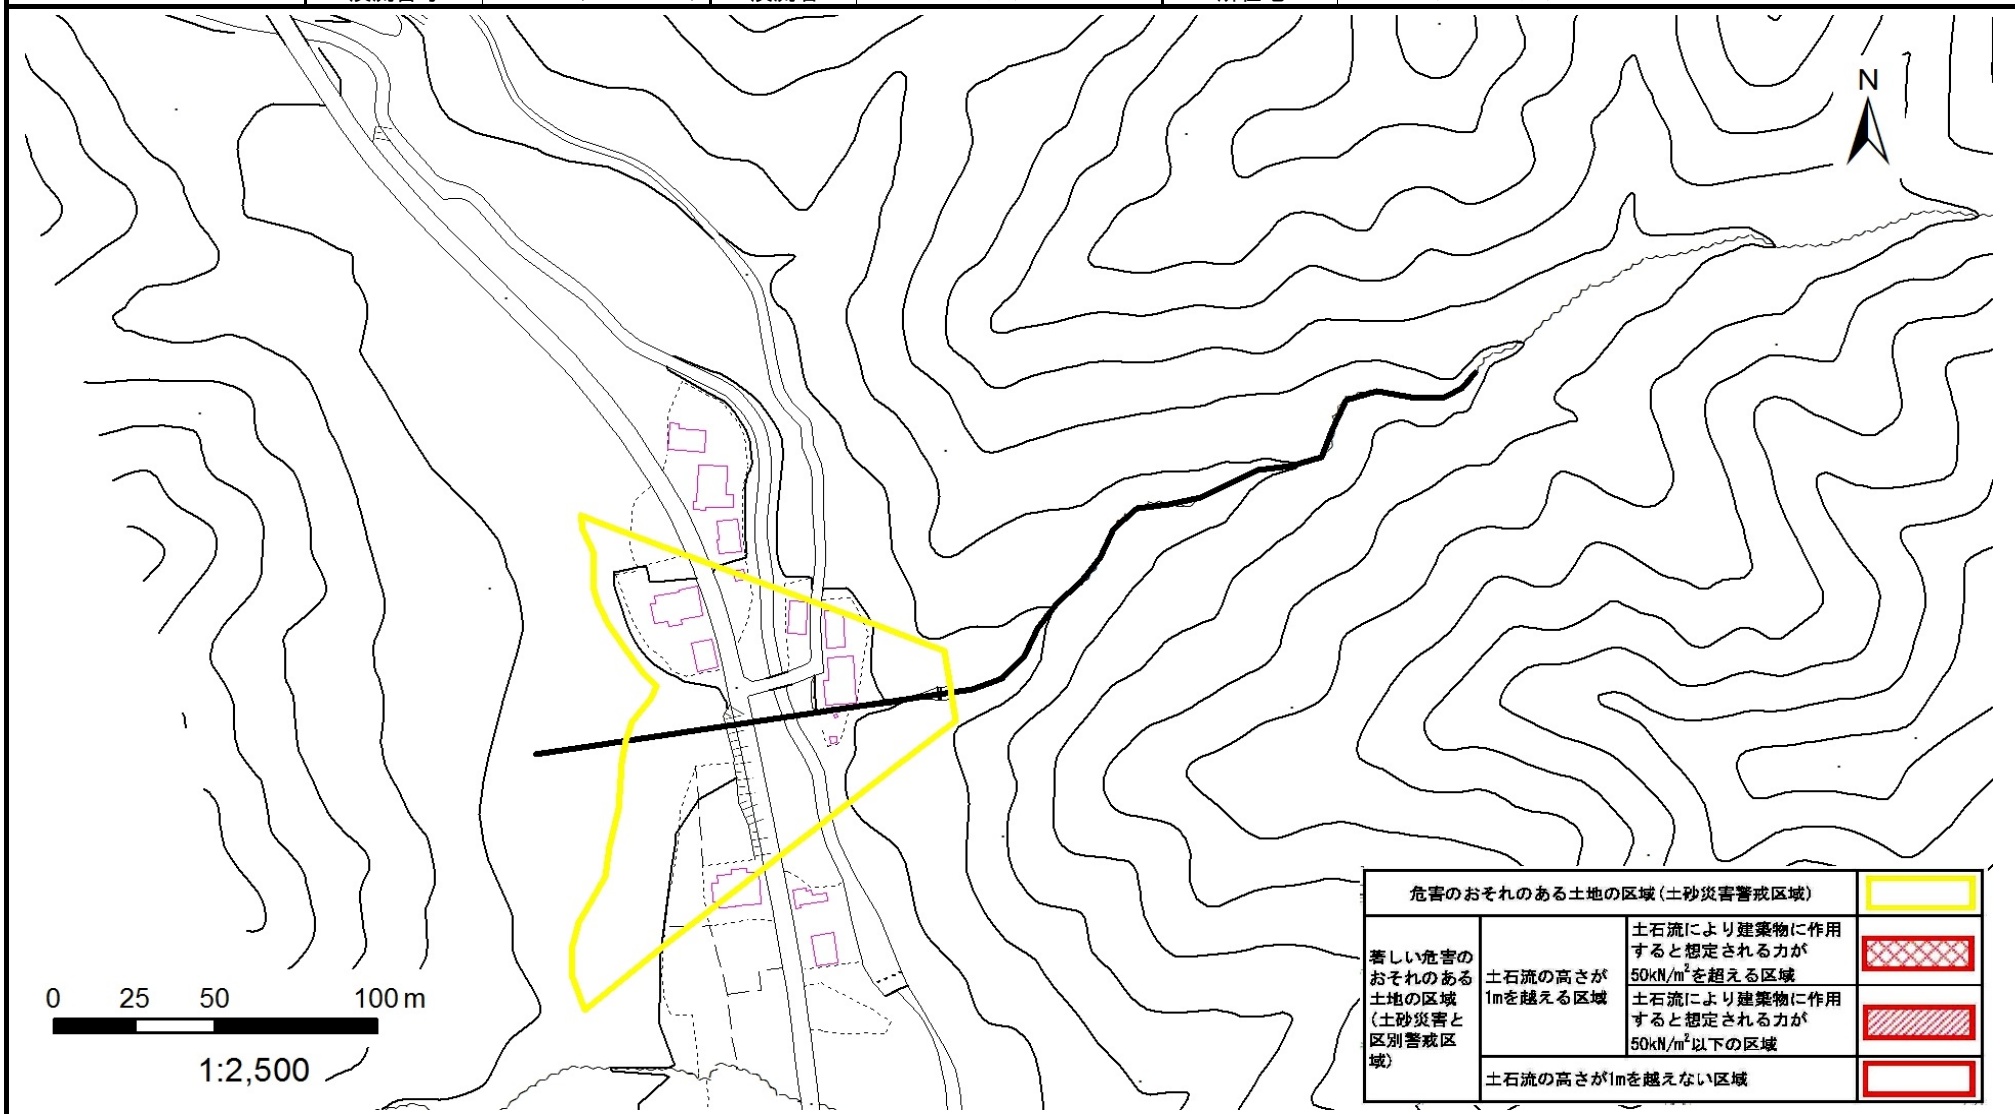 N
0 25 50 100m
1:2,500
危害のおそれのある土地の区域(土砂災害警戒区域)
著しい危害の
おそれのある
土地の区域
(土砂災害と
区別警戒区
域)
土石流の高さが
1mを越える区域
土石流により建築物に作用
すると想定される力が
50kN/m²を超える区域
土石流により建築物に作用
すると想定される力が
50kN/m²以下の区域
土石流の高さが1mを越えない区域